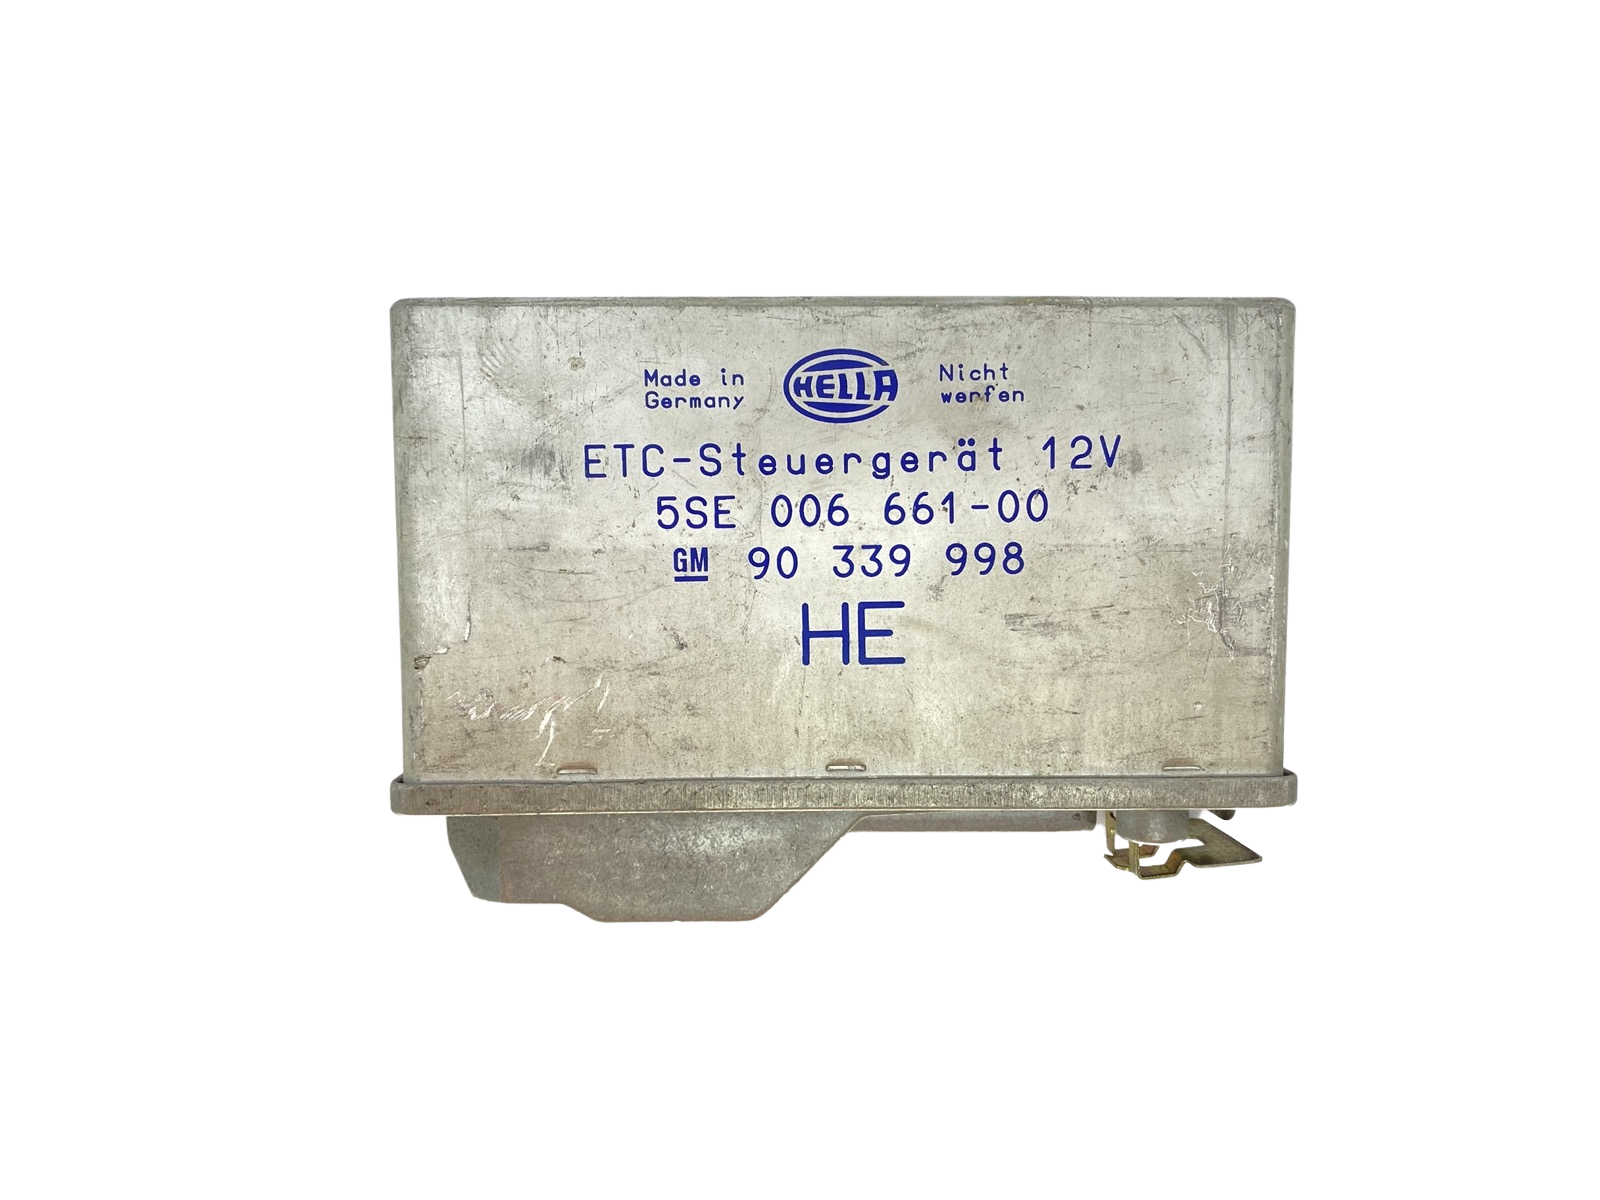 Made in HELLA Nicht
Germany werfen
ETC-Steuergerät 12V
5SE 006 661-00
GM 90 339 998
HE